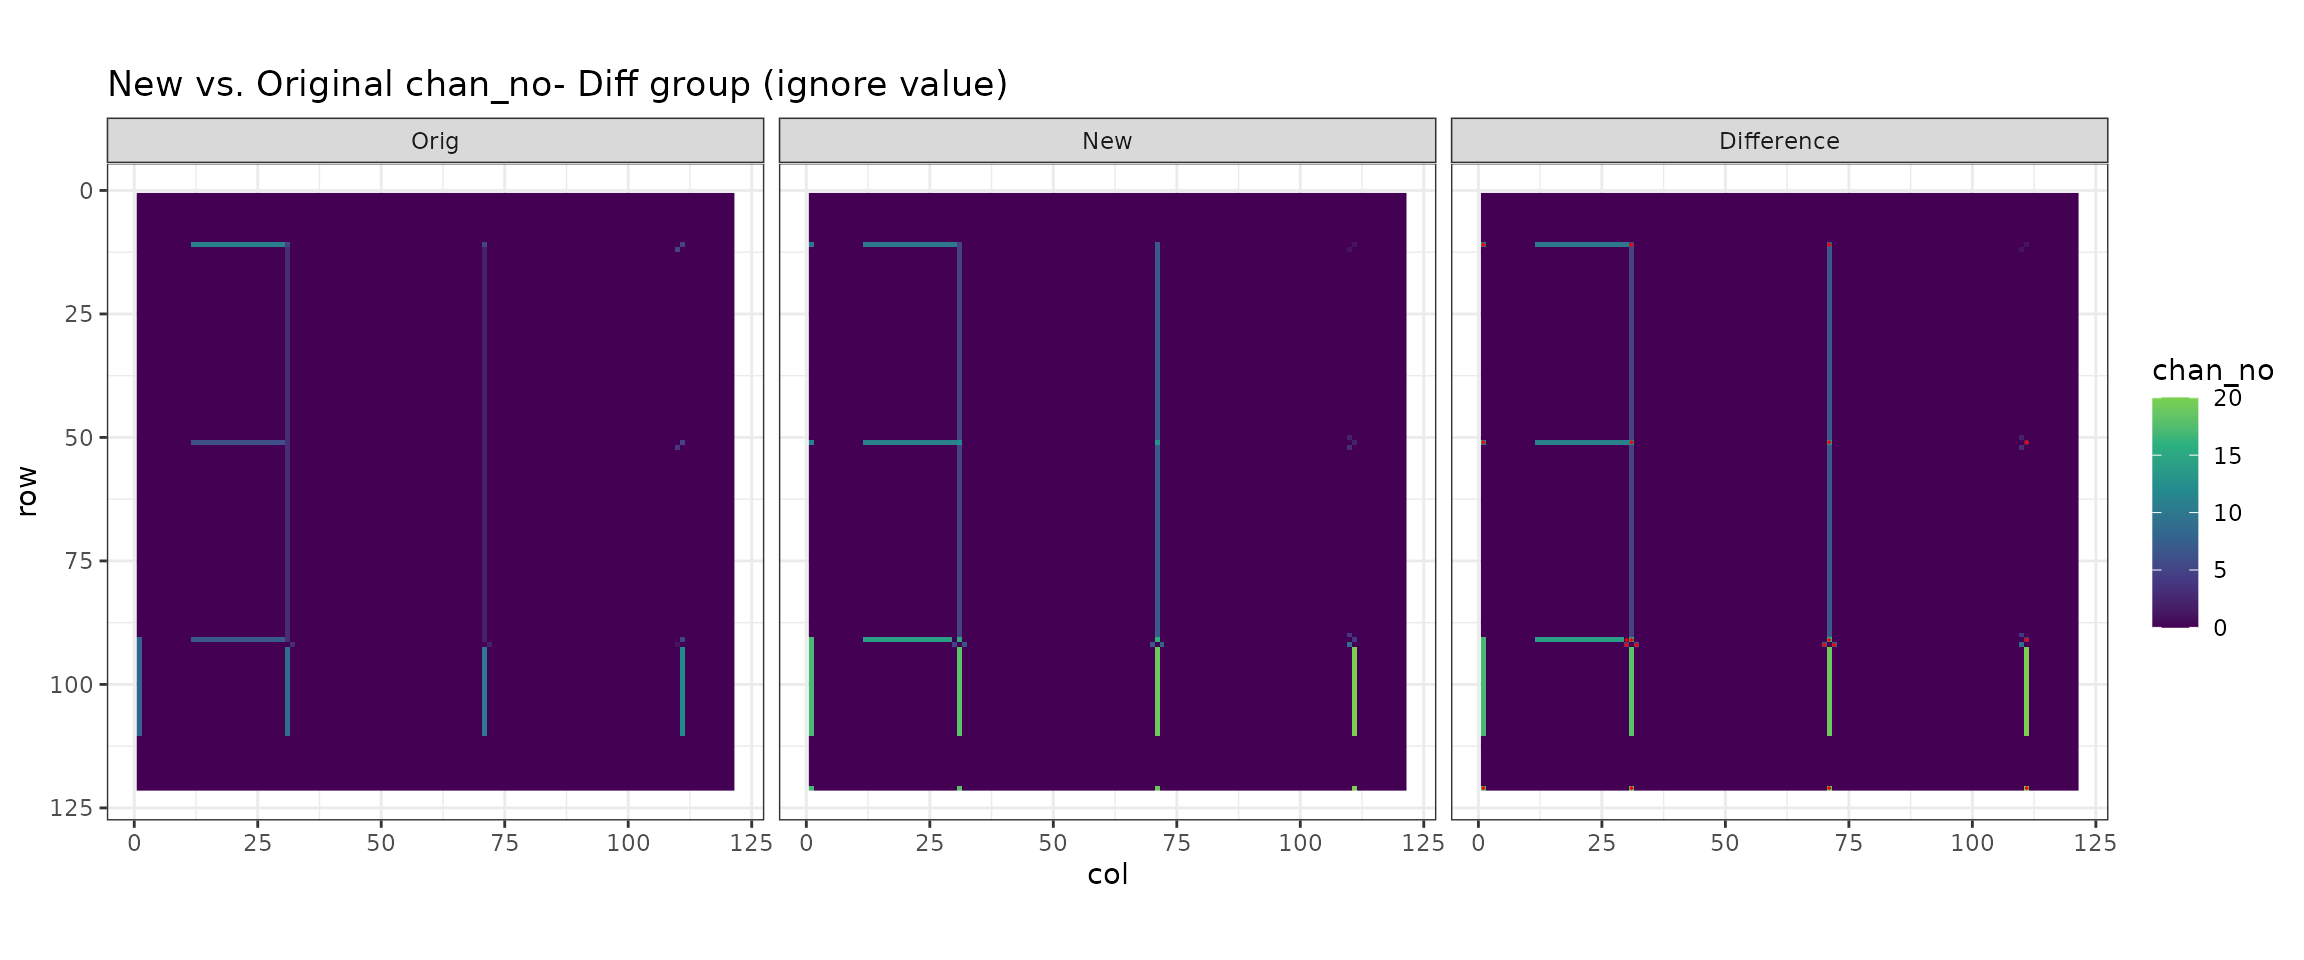 New vs. Original chan_no- Diff group (ignore value)
Orig New Difference
0
25
50
75
100
125
row
0 25 50 75 100 125 0 25 50 75 100 125 0 25 50 75 100 125
col
chan_no
20
15
10
5
0